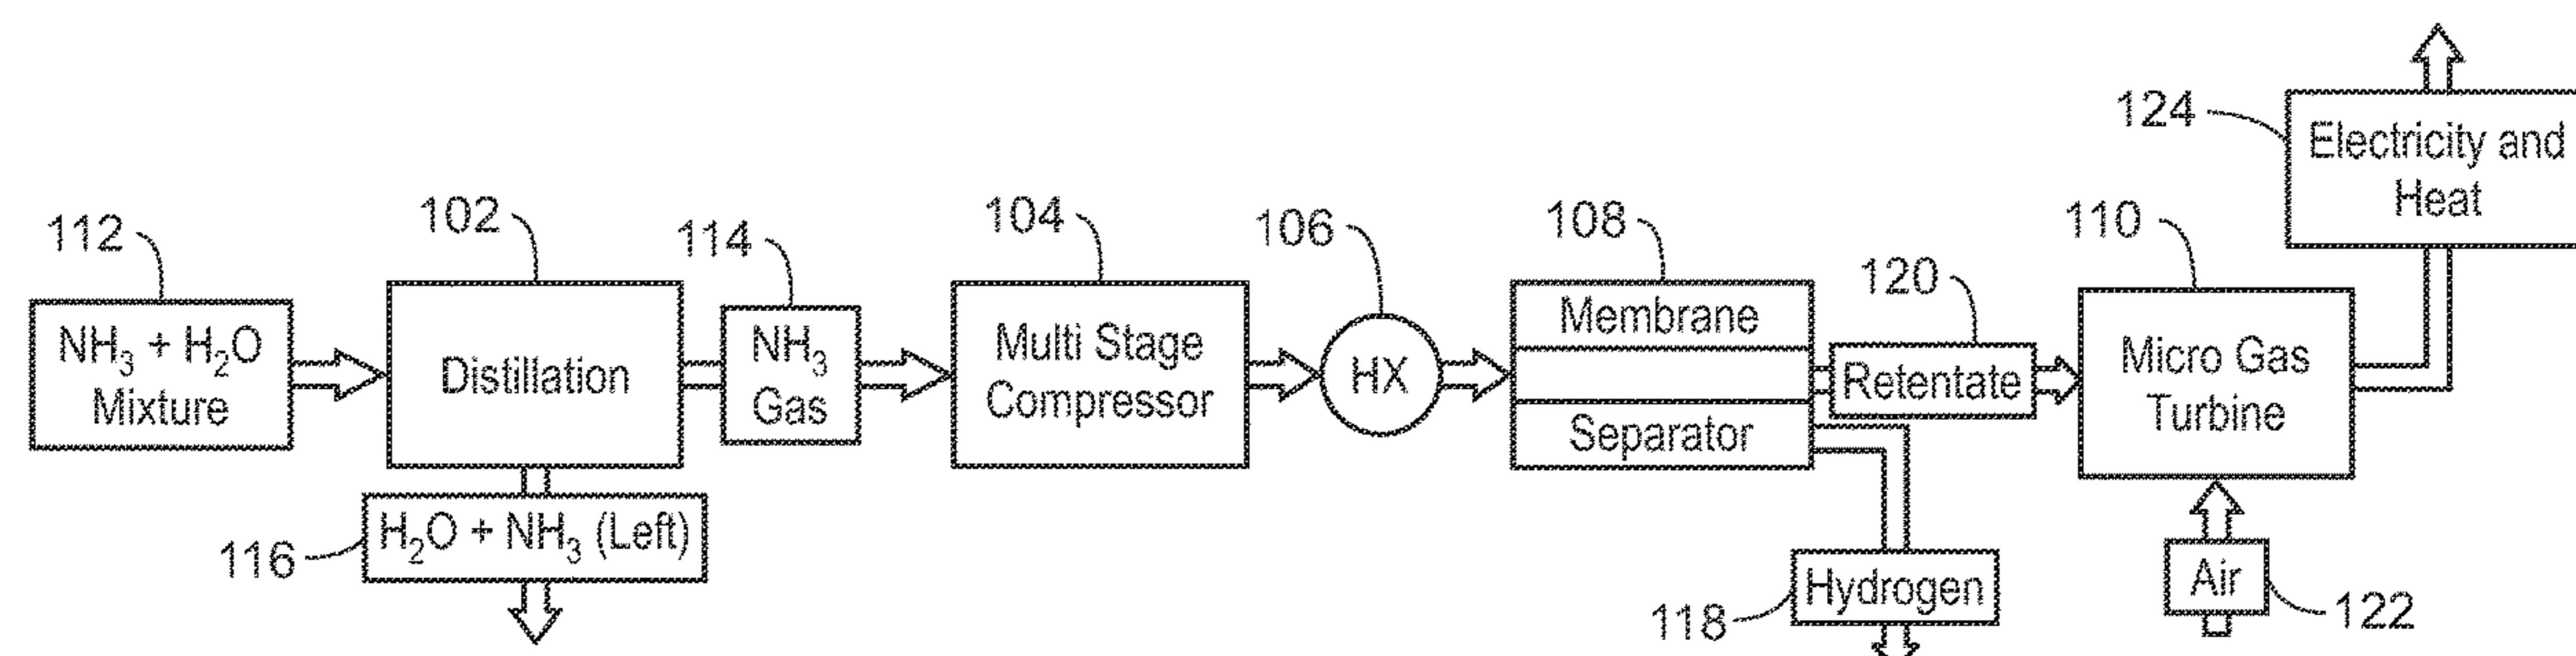 124
Electricity and
Heat
112
102
114
104
106
108
120
110
NH₃ + H₂O
Mixture
Distillation
NH₃
Gas
Multi Stage
Compressor
HX
Membrane
Separator
Retentate
Micro Gas
Turbine
116
H₂O + NH₃ (Left)
118
Hydrogen
Air
122